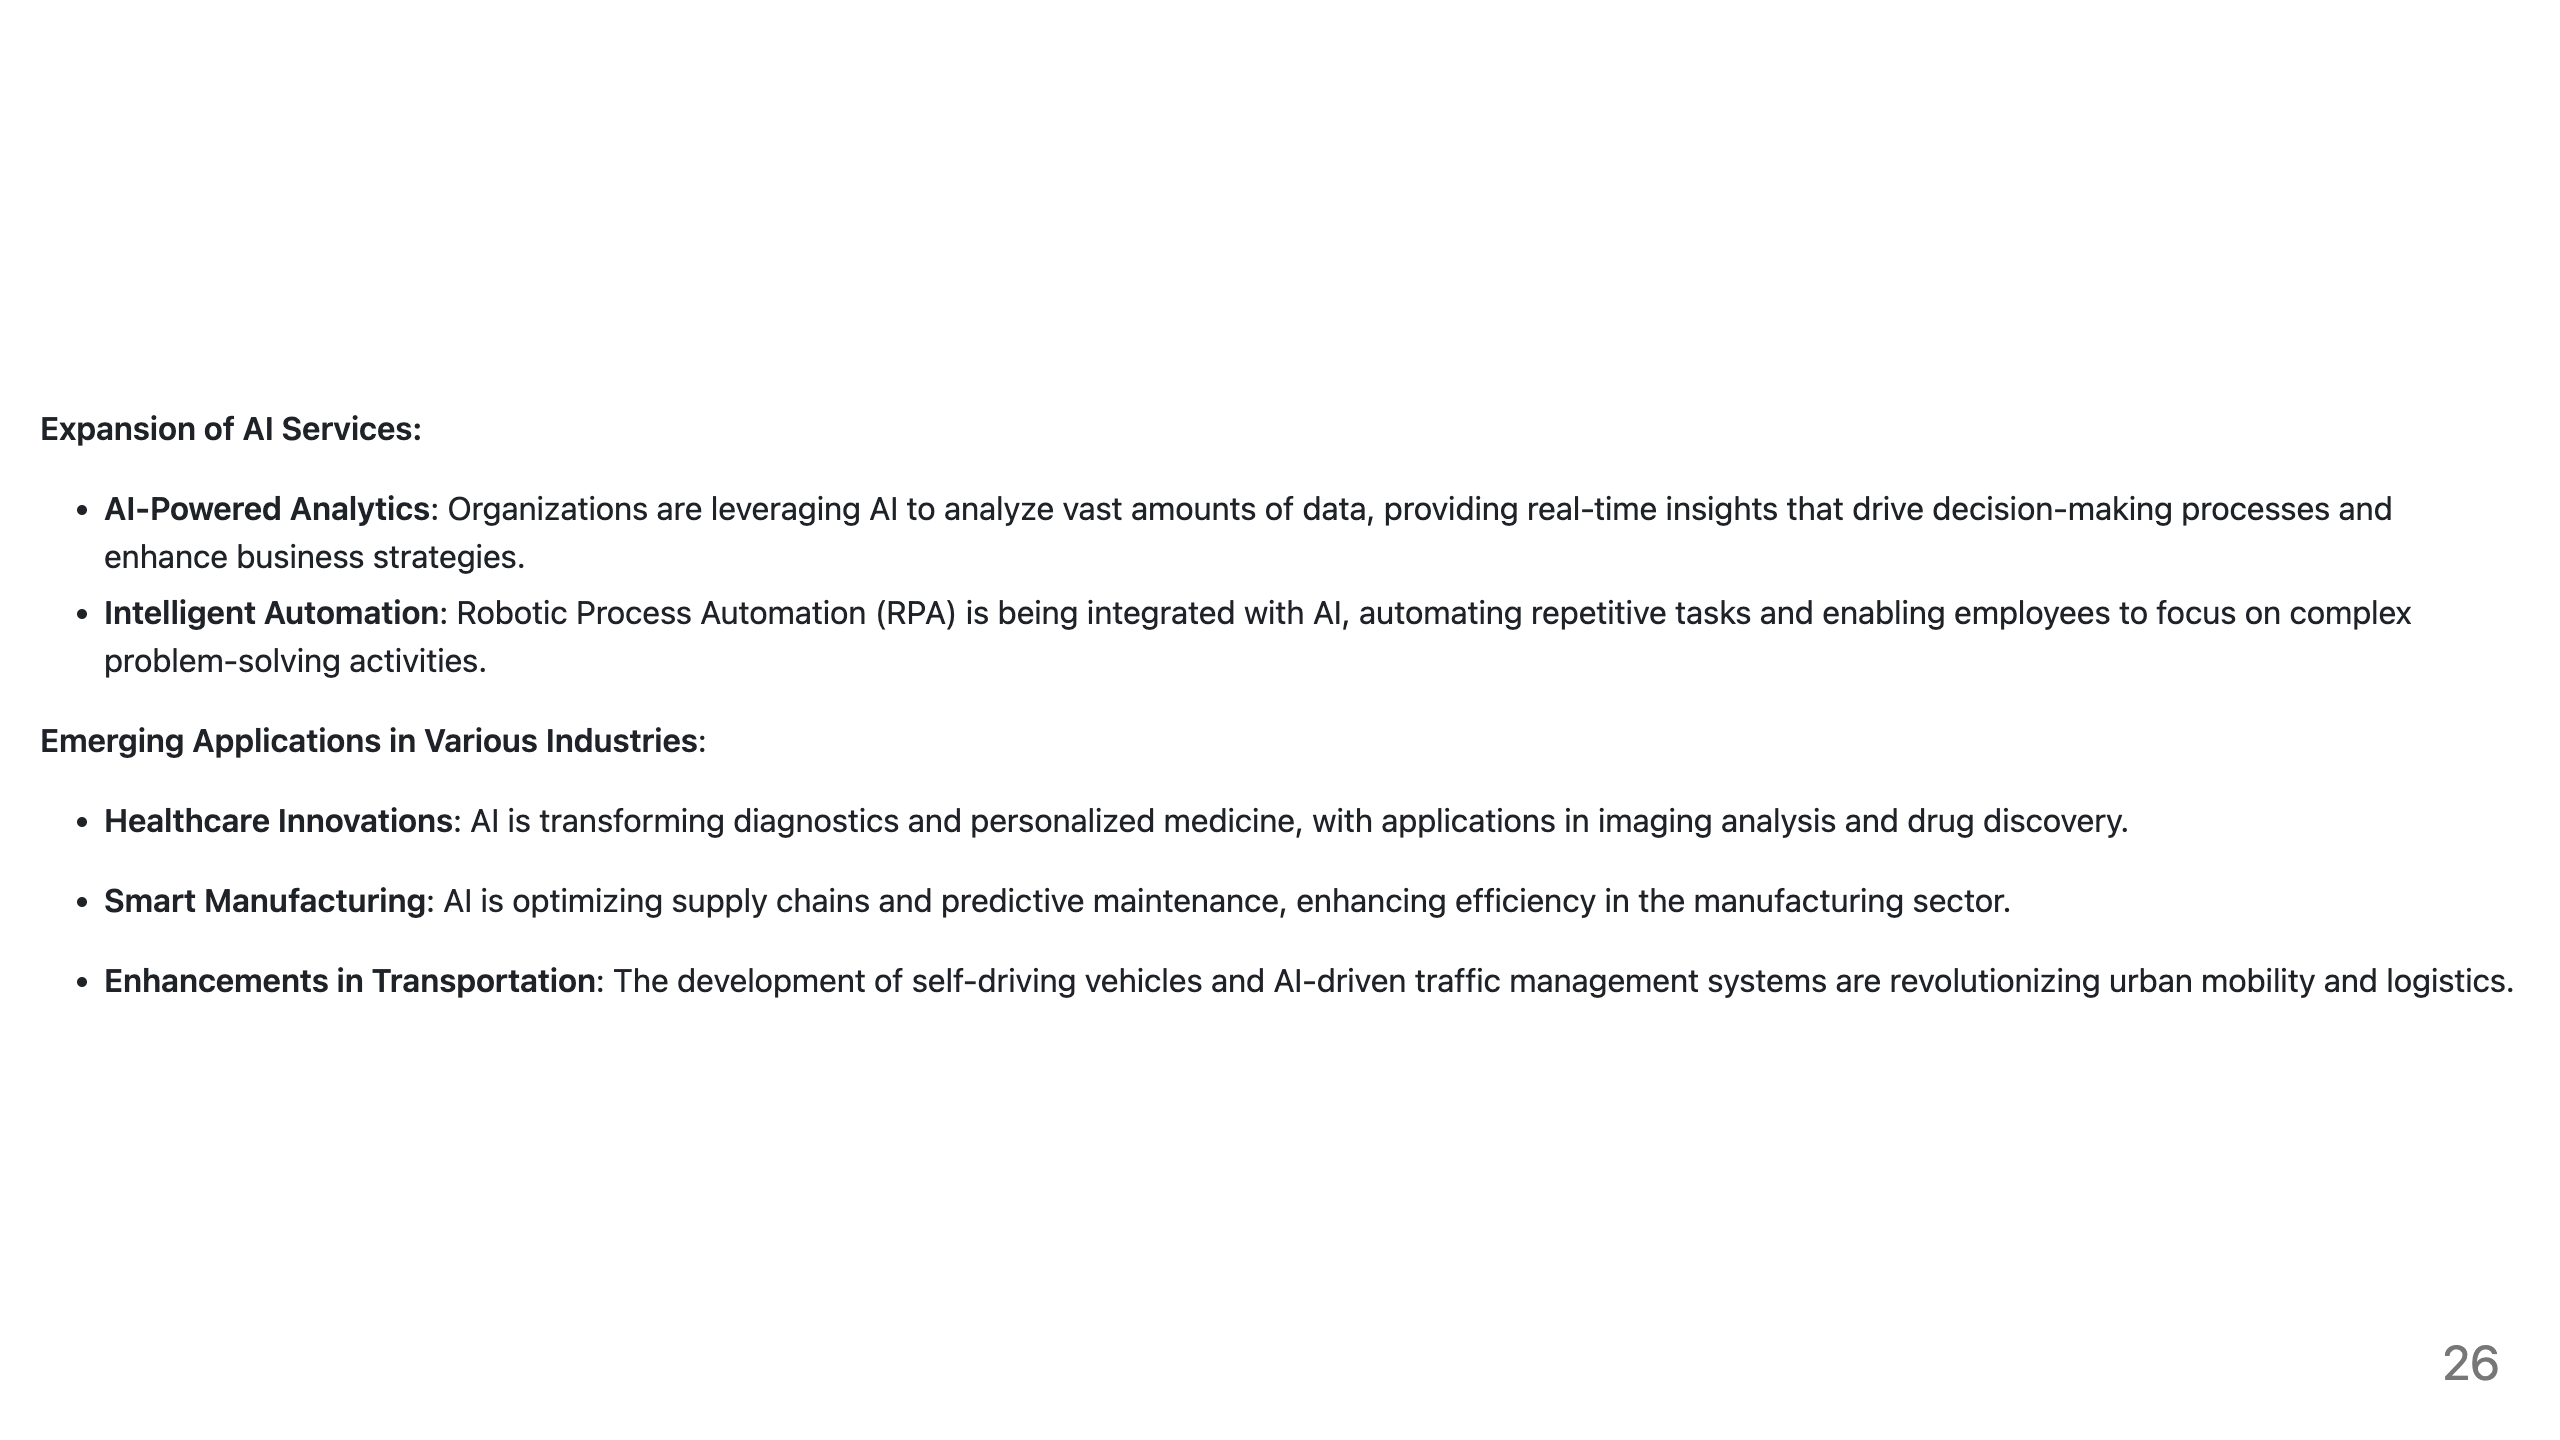 Expansion of AI Services:
• AI-Powered Analytics: Organizations are leveraging AI to analyze vast amounts of data, providing real-time insights that drive decision-making processes and
enhance business strategies.
• Intelligent Automation: Robotic Process Automation (RPA) is being integrated with AI, automating repetitive tasks and enabling employees to focus on complex
problem-solving activities.
Emerging Applications in Various Industries:
• Healthcare Innovations: AI is transforming diagnostics and personalized medicine, with applications in imaging analysis and drug discovery.
• Smart Manufacturing: AI is optimizing supply chains and predictive maintenance, enhancing efficiency in the manufacturing sector.
• Enhancements in Transportation: The development of self-driving vehicles and AI-driven traffic management systems are revolutionizing urban mobility and logistics.
26